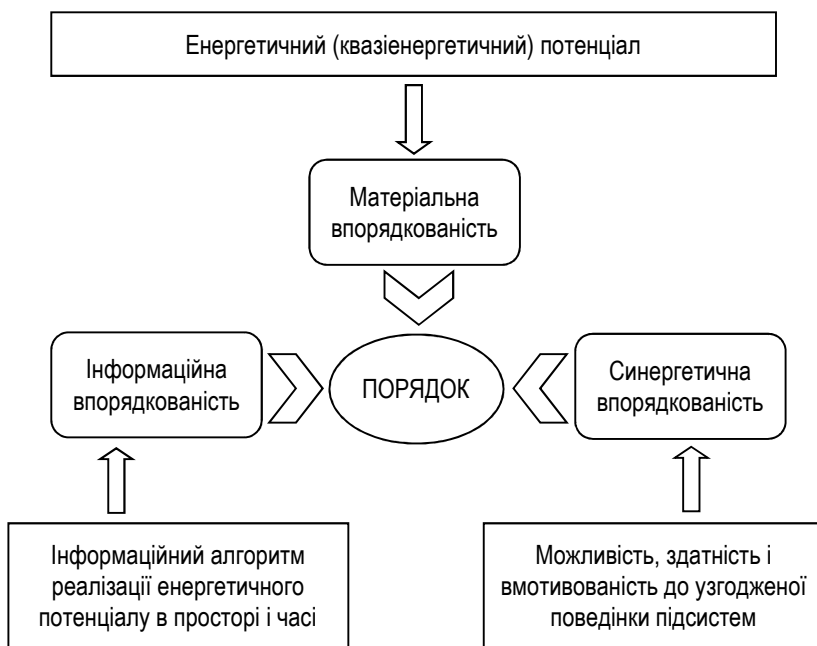 Енергетичний (квазіенергетичний) потенціал
Матеріальна
впорядкованість
Інформаційна
впорядкованість
ПОРЯДОК
Синергетична
впорядкованість
Інформаційний алгоритм
реалізації енергетичного
потенціалу в просторі і часі
Можливість, здатність і
вмотивованість до узгодженої
поведінки підсистем